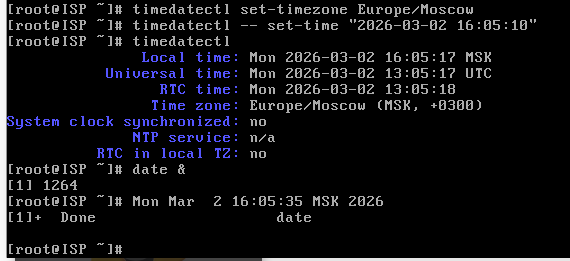 [root@ISP ~]# timedatectl set-timezone Europe/Moscow
[root@ISP ~]# timedatectl -- set-time "2026-03-02 16:05:10"
[root@ISP ~]# timedatectl
Local time: Mon 2026-03-02 16:05:17 MSK
Universal time: Mon 2026-03-02 13:05:17 UTC
RTC time: Mon 2026-03-02 13:05:18
Time zone: Europe/Moscow (MSK, +0300)
System clock synchronized: no
NTP service: n/a
RTC in local TZ: no
[root@ISP ~]# date &
[1] 1264
[root@ISP ~]# Mon Mar  2 16:05:35 MSK 2026
[1]+  Done                    date
[root@ISP ~]#